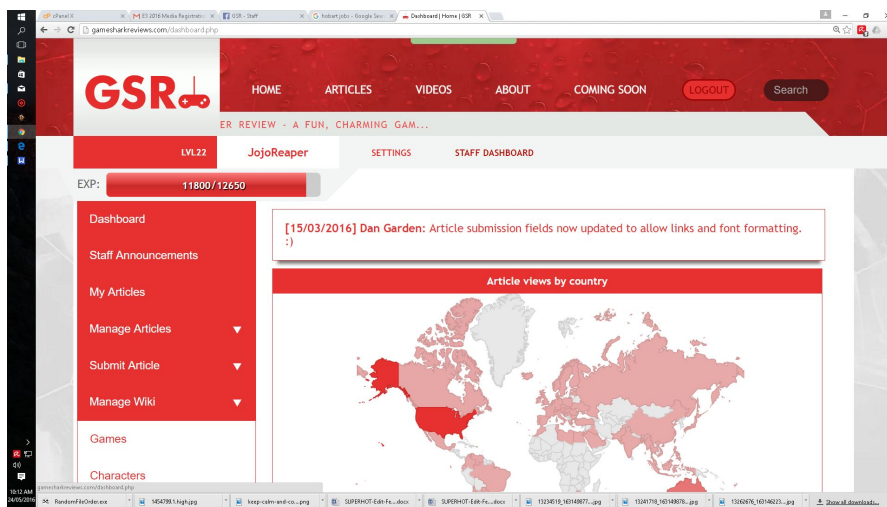 cPanel X
E3 2016 Media Registratio
GSR - Staff
hobart jobs - Google Sear
Dashboard | Home | GSR
gamesharkreviews.com/dashboard.php
GSR
HOME
ARTICLES
VIDEOS
ABOUT
COMING SOON
LOGOUT
Search
ER REVIEW - A FUN, CHARMING GAM...
LVL22
JojoReaper
SETTINGS
STAFF DASHBOARD
EXP:
11800/12650
Dashboard
Staff Announcements
My Articles
Manage Articles
Submit Article
Manage Wiki
Games
Characters
[15/03/2016] Dan Garden: Article submission fields now updated to allow links and font formatting.
:)
Article views by country
gamesharkreviews.com/dashboard.php
10:12 AM
24/05/2016
RandomFileOrder.exe
1454799.1.high.jpg
keep-calm-and-co....png
SUPERHOT-Edit-Fe....docx
SUPERHOT-Edit-Fe....docx
13234519_163149877....jpg
13241718_163149878....jpg
13262676_163146223....jpg
Show all downloads...